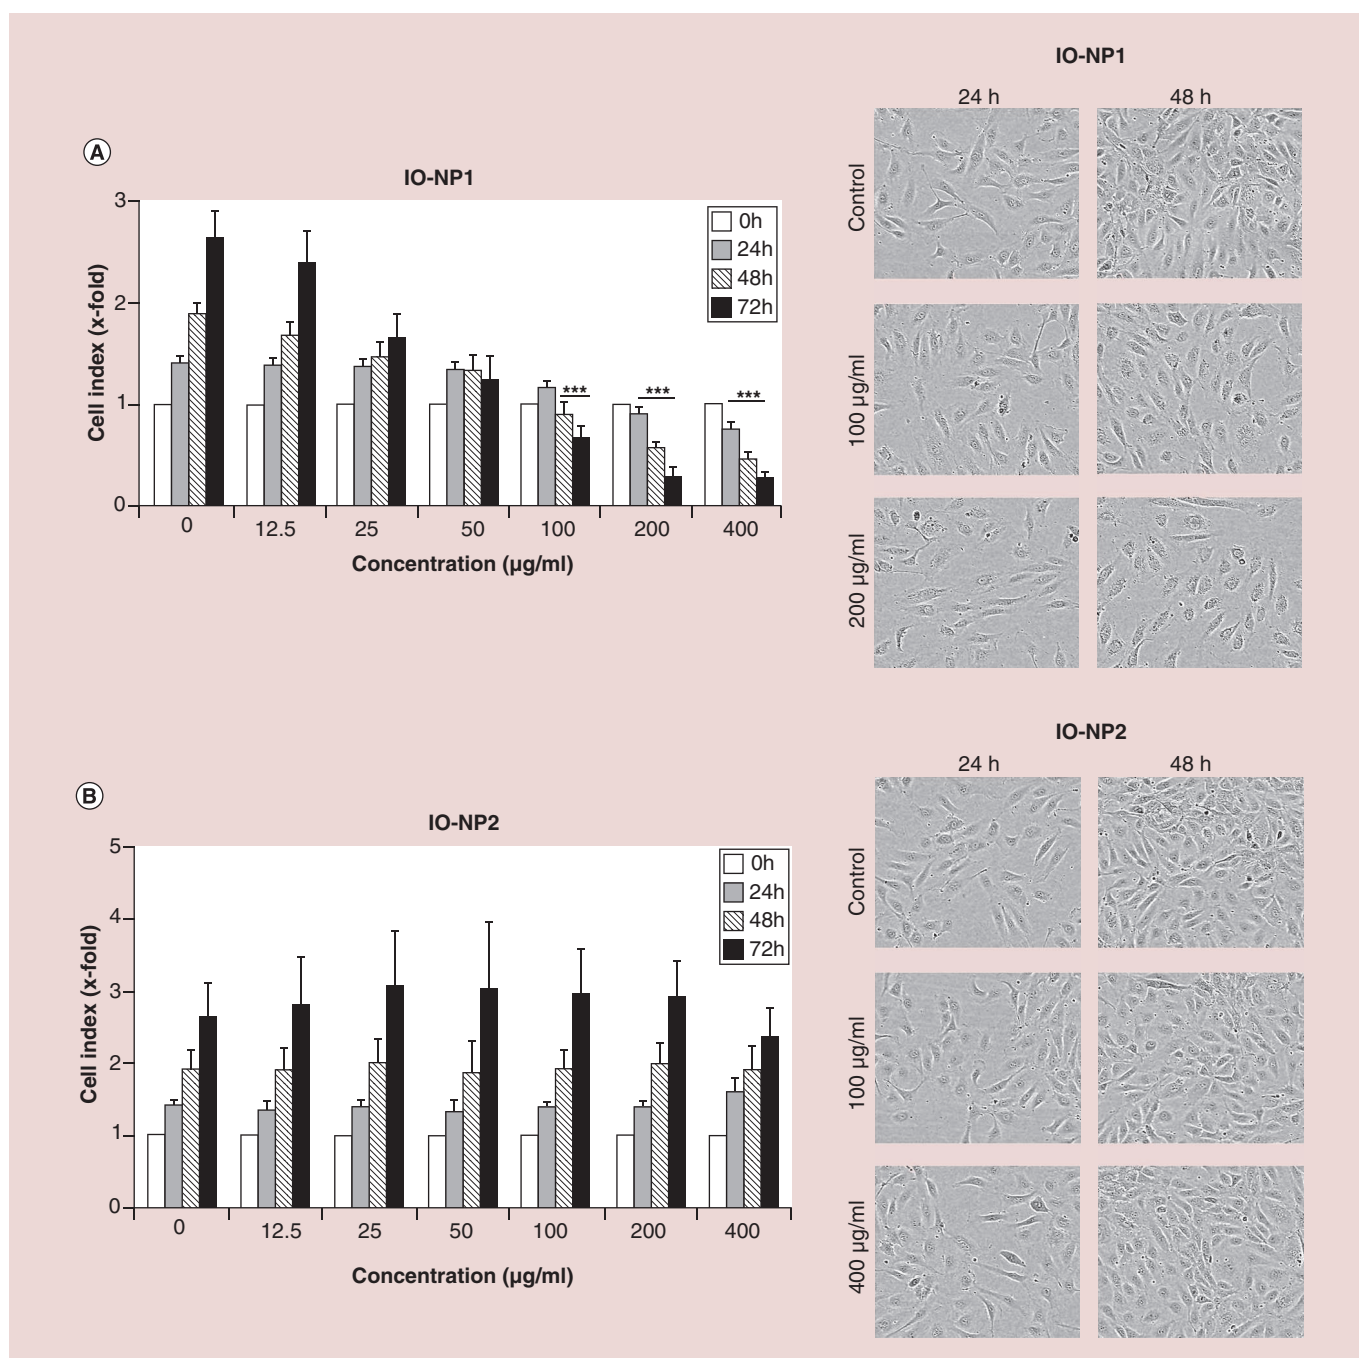 A
IO-NP1
3
2
1
0
Cell index (x-fold)
0h
24h
48h
72h
***
***
***
0 12.5 25 50 100 200 400
Concentration (µg/ml)
IO-NP1
24 h 48 h
Control
100 µg/ml
200 µg/ml
B
IO-NP2
5
4
3
2
1
0
Cell index (x-fold)
0h
24h
48h
72h
0 12.5 25 50 100 200 400
Concentration (µg/ml)
IO-NP2
24 h 48 h
Control
100 µg/ml
400 µg/ml